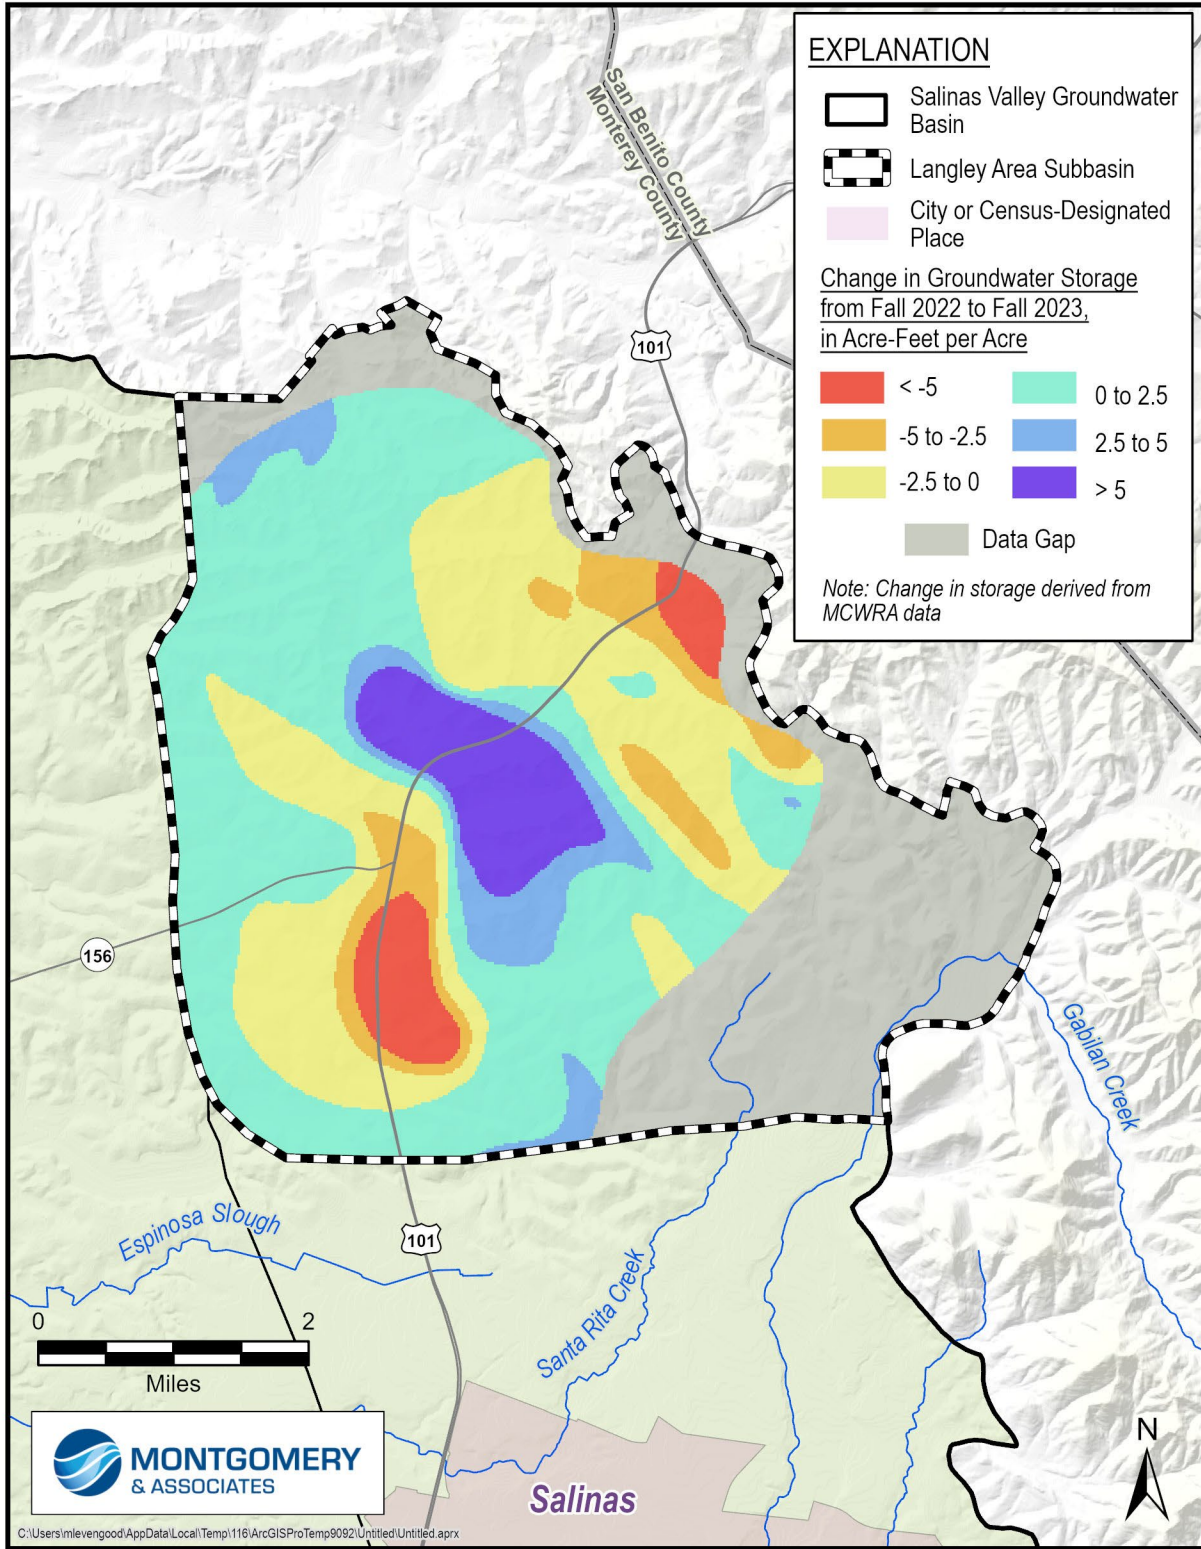 EXPLANATION
Salinas Valley Groundwater
Basin
Langley Area Subbasin
City or Census-Designated
Place
Change in Groundwater Storage
from Fall 2022 to Fall 2023,
in Acre-Feet per Acre
< -5
0 to 2.5
-5 to -2.5
2.5 to 5
-2.5 to 0
> 5
Data Gap
Note: Change in storage derived from
MCWRA data
San Benito County
Monterey County
101
156
Gabilan Creek
Espinosa Slough
101
Santa Rita Creek
0
2
Miles
N
MONTGOMERY
& ASSOCIATES
Salinas
C:\Users\mlevengood\AppData\Local\Temp\116\ArcGISProTemp9092\Untitled\Untitled.aprx